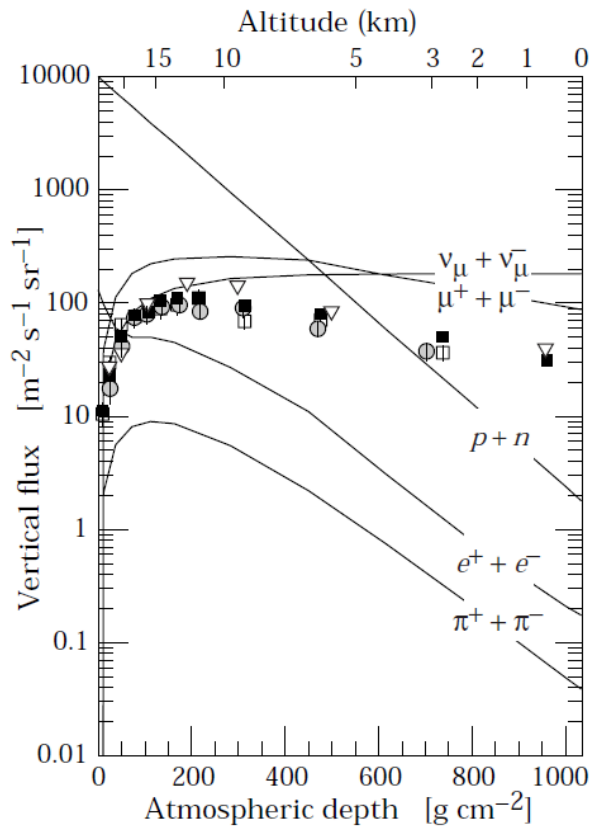 Altitude (km)
15 10 5 3 2 1 0
10000
1000
100
10
1
0.1
0.01
Vertical flux [m⁻² s⁻¹ sr⁻¹]
ν_μ + ν̄_μ
μ⁺ + μ⁻
p + n
e⁺ + e⁻
π⁺ + π⁻
0 200 400 600 800 1000
Atmospheric depth [g cm⁻²]